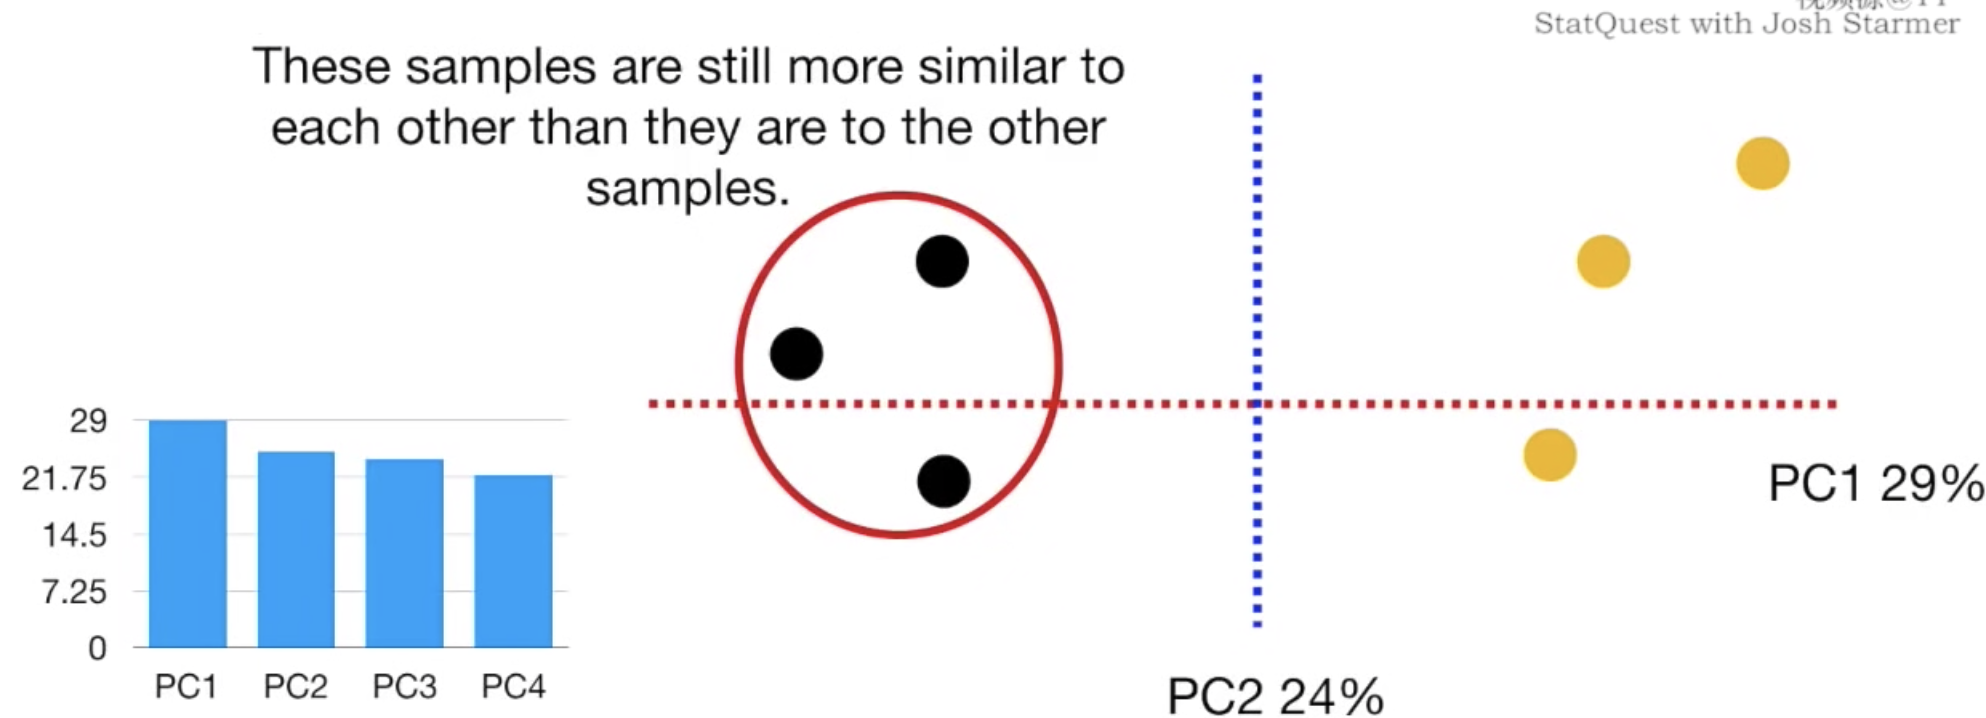 StatQuest with Josh Starmer
These samples are still more similar to
each other than they are to the other
samples.
29
21.75
14.5
7.25
0
PC1 PC2 PC3 PC4
PC1 29%
PC2 24%